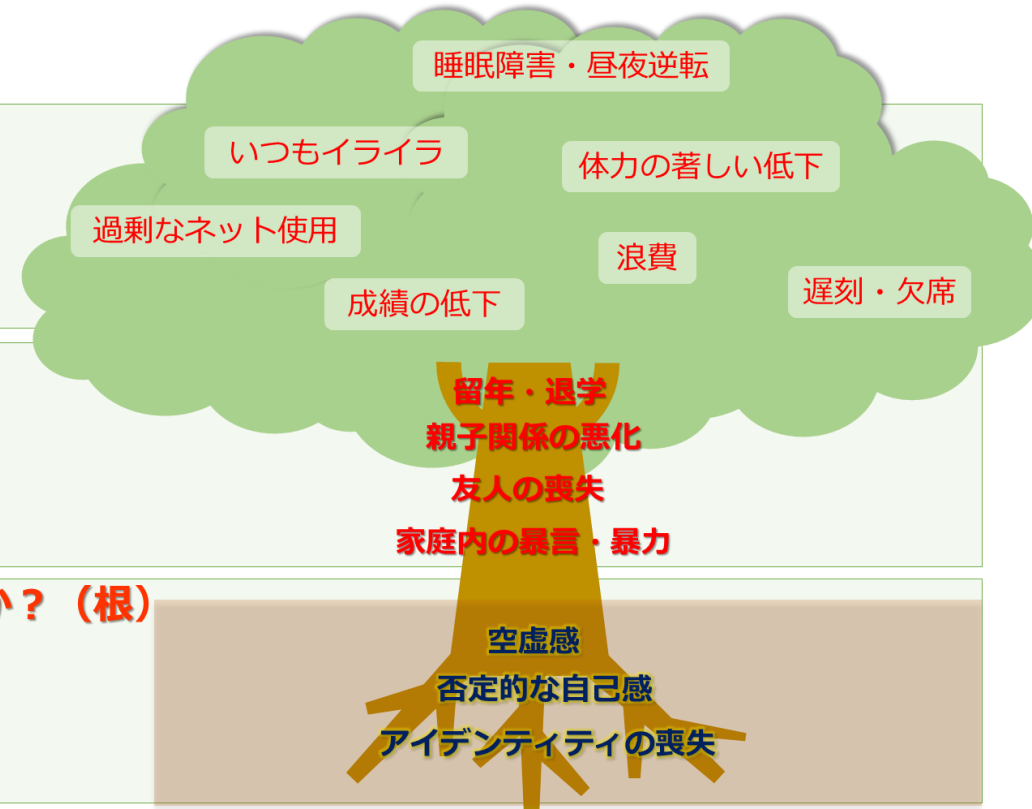 睡眠障害・昼夜逆転
いつもイライラ
体力の著しい低下
過剰なネット使用
浪費
遅刻・欠席
成績の低下
留年・退学
親子関係の悪化
友人の喪失
家庭内の暴言・暴力
か？（根）
空虚感
否定的な自己感
アイデンティティの喪失